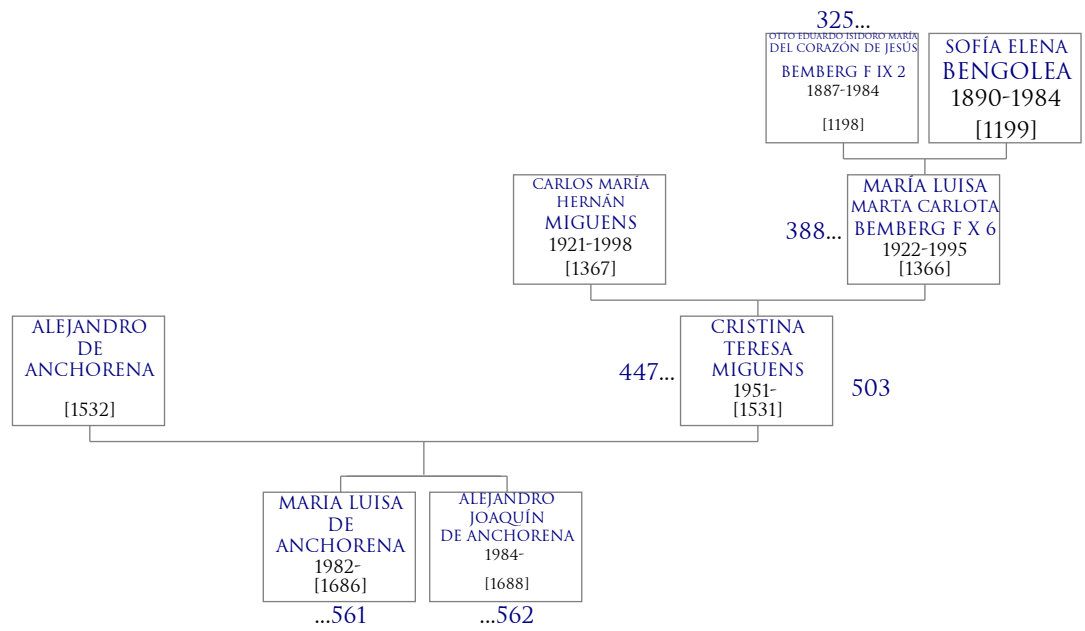 325...
OTTO EDUARDO ISIDORO MARÍA
DEL CORAZÓN DE JESÚS
BEMBERG F IX 2
1887-1984
[1198]
SOFÍA ELENA
BENGOLEA
1890-1984
[1199]
CARLOS MARÍA
HERNÁN
MIGUENS
1921-1998
[1367]
388...
MARÍA LUISA
MARTA CARLOTA
BEMBERG F X 6
1922-1995
[1366]
ALEJANDRO
DE
ANCHORENA
[1532]
447...
CRISTINA
TERESA
MIGUENS
1951-
[1531]
503
MARIA LUISA
DE
ANCHORENA
1982-
[1686]
...561
ALEJANDRO
JOAQUÍN
DE ANCHORENA
1984-
[1688]
...562